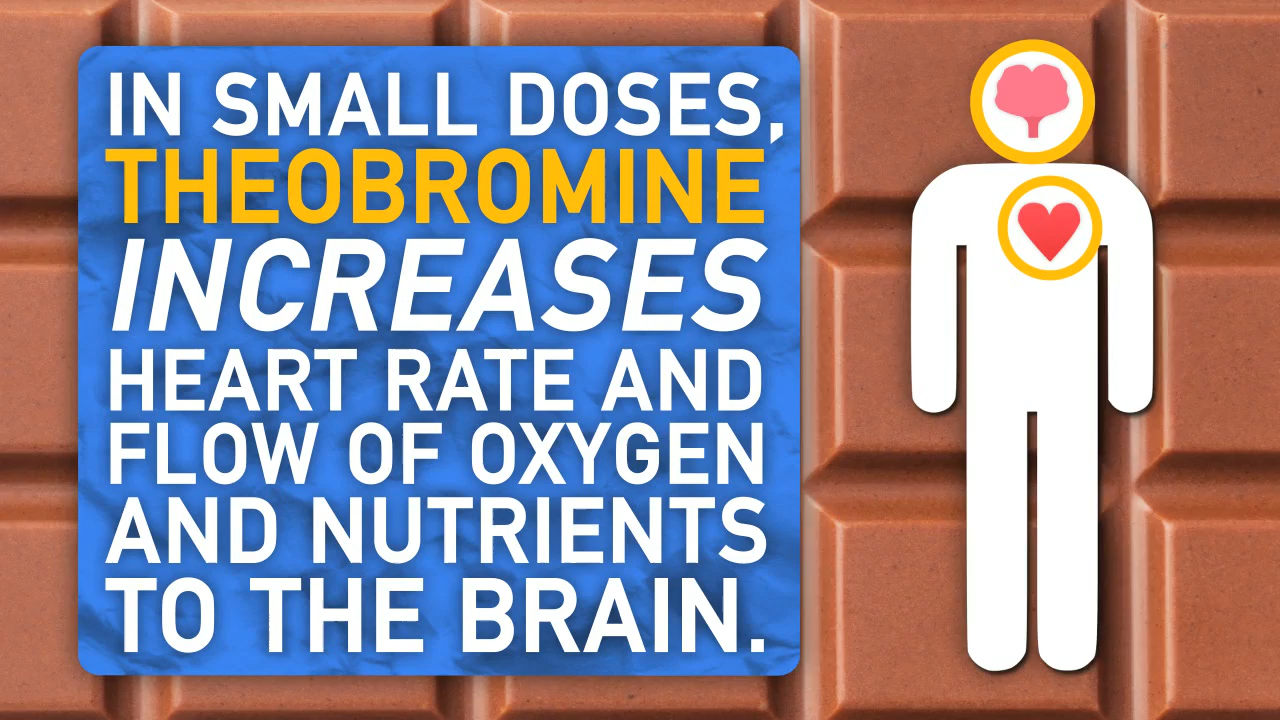 IN SMALL DOSES,
THEOBROMINE
INCREASES
HEART RATE AND
FLOW OF OXYGEN
AND NUTRIENTS
TO THE BRAIN.